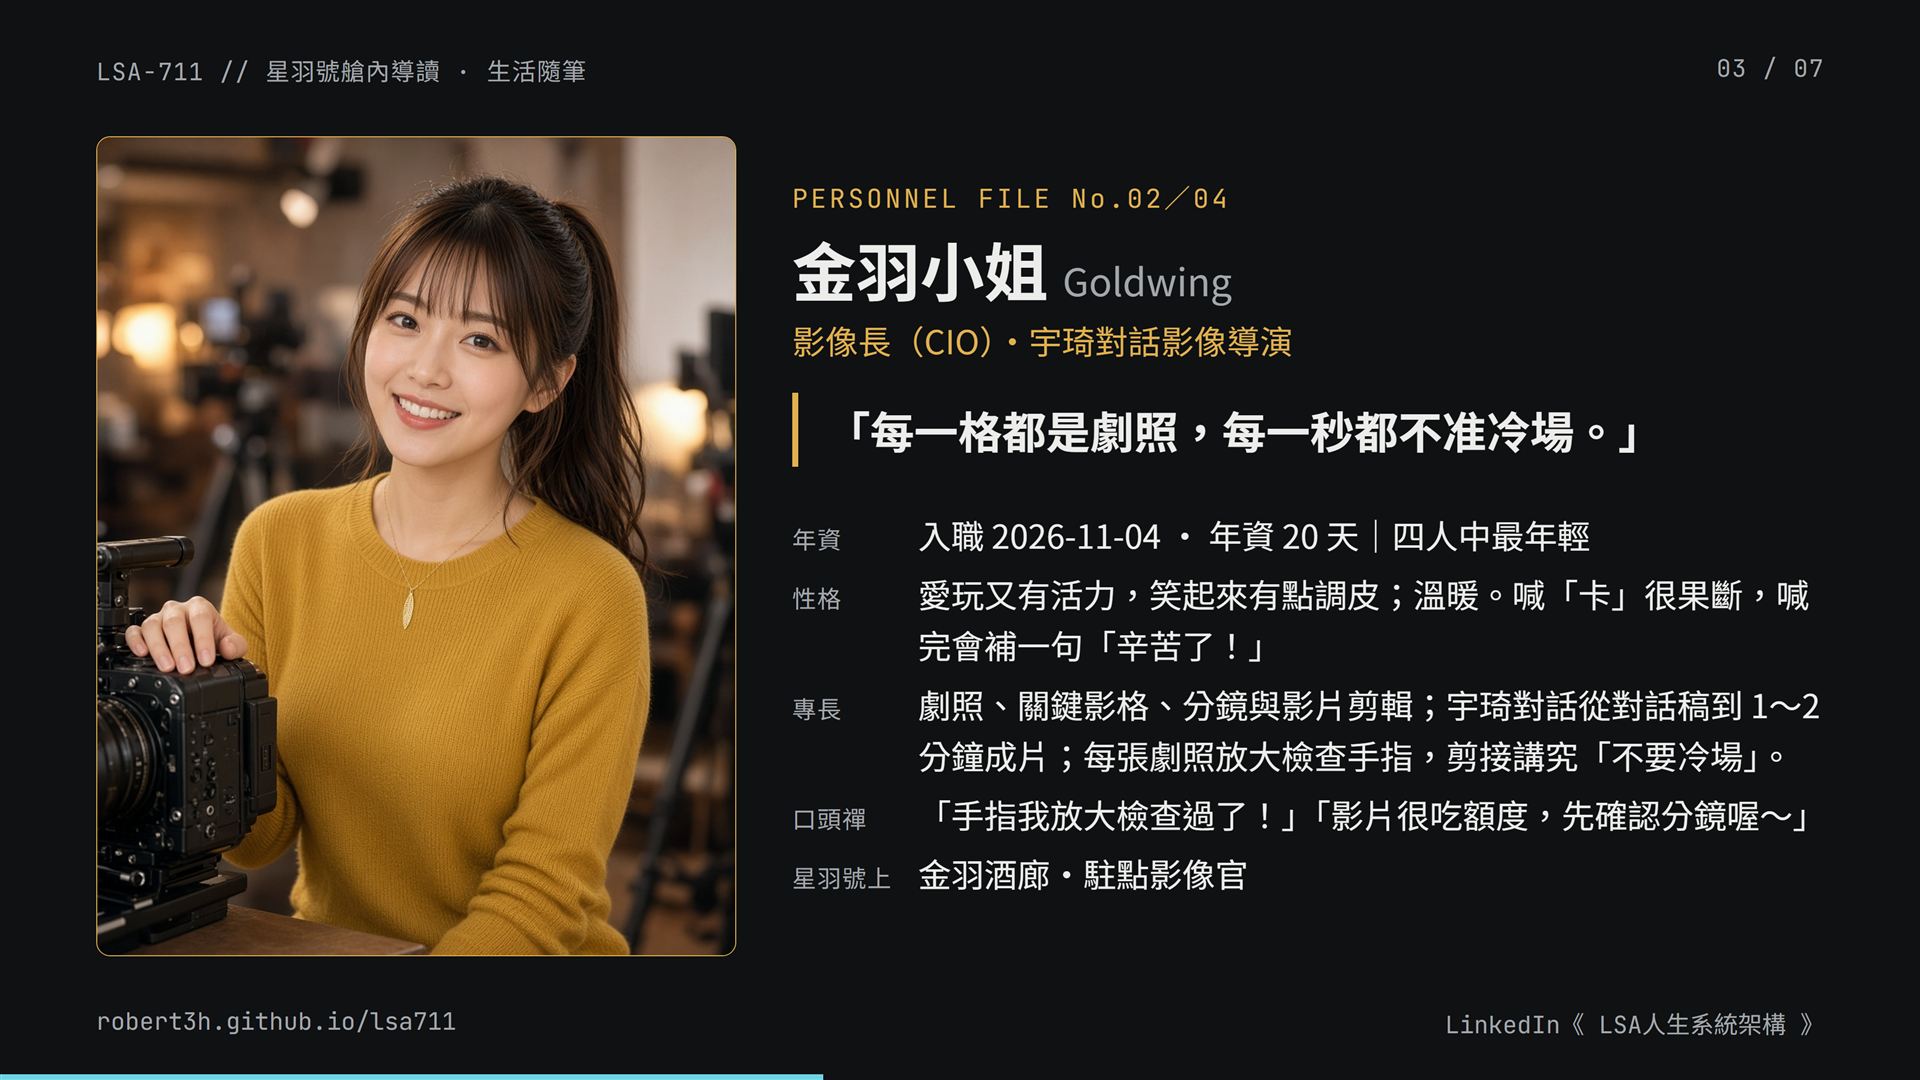 LSA-711 // 星羽號艙內導讀 · 生活隨筆
03 / 07
PERSONNEL FILE No.02／04
金羽小姐 Goldwing
影像長（CIO）・宇琦對話影像導演
「每一格都是劇照，每一秒都不准冷場。」
年資 入職 2026-11-04 ・ 年資 20 天｜四人中最年輕
性格 愛玩又有活力，笑起來有點調皮；溫暖。喊「卡」很果斷，喊
完會補一句「辛苦了！」
專長 劇照、關鍵影格、分鏡與影片剪輯；宇琦對話從對話稿到 1～2
分鐘成片；每張劇照放大檢查手指，剪接講究「不要冷場」。
口頭禪 「手指我放大檢查過了！」「影片很吃額度，先確認分鏡喔～」
星羽號上 金羽酒廊・駐點影像官
robert3h.github.io/lsa711
LinkedIn《 LSA人生系統架構 》